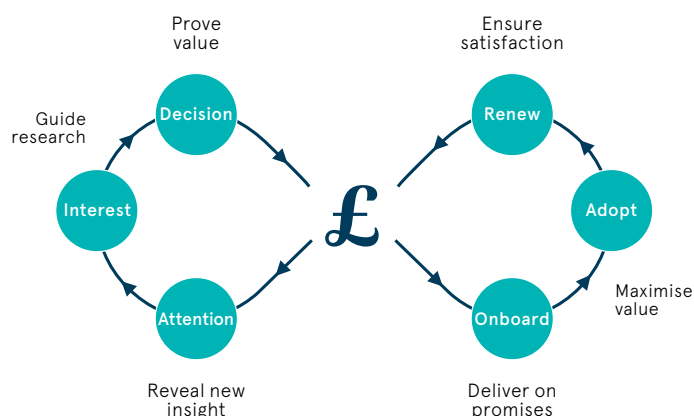 Prove
value
Ensure
satisfaction
Decision
Renew
Guide
research
Interest
£
Adopt
Maximise
value
Attention
Onboard
Reveal new
insight
Deliver on
promises